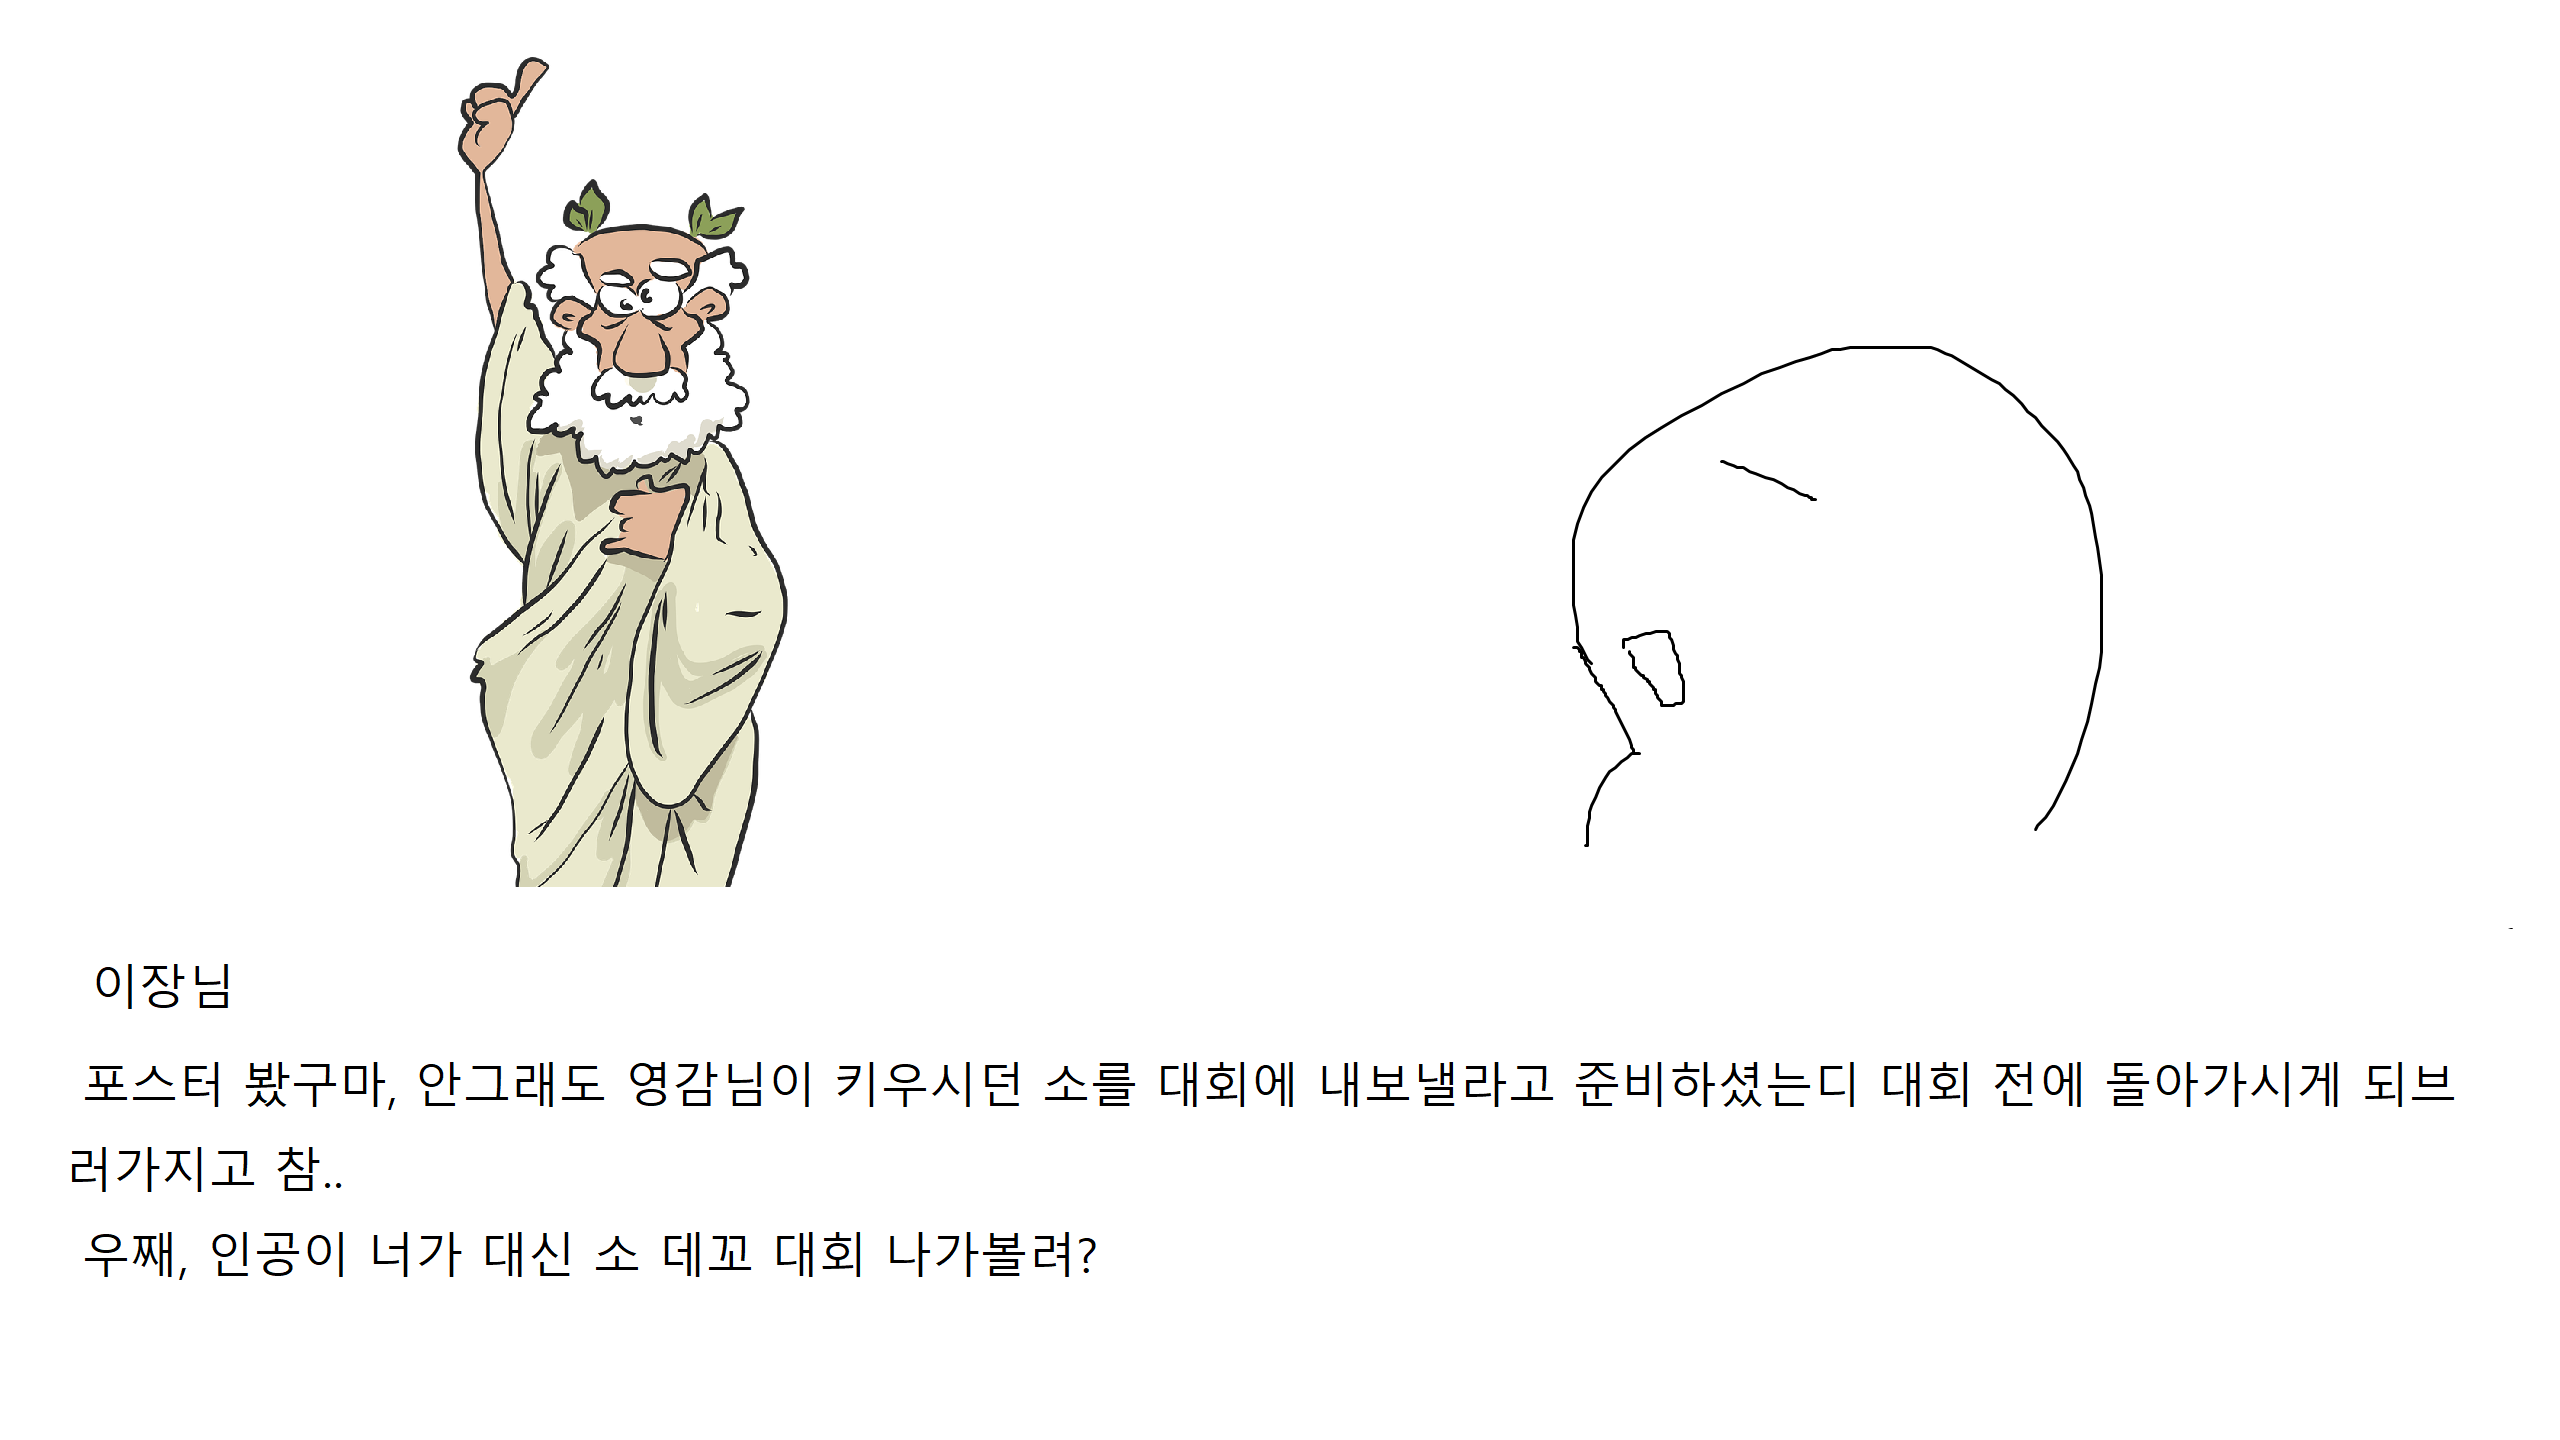 이장님
포스터 봤구마, 안그래도 영감님이 키우시던 소를 대회에 내보낼라고 준비하셨는디 대회 전에 돌아가시게 되브
러가지고 참..
우째, 인공이 너가 대신 소 데꼬 대회 나가볼려?